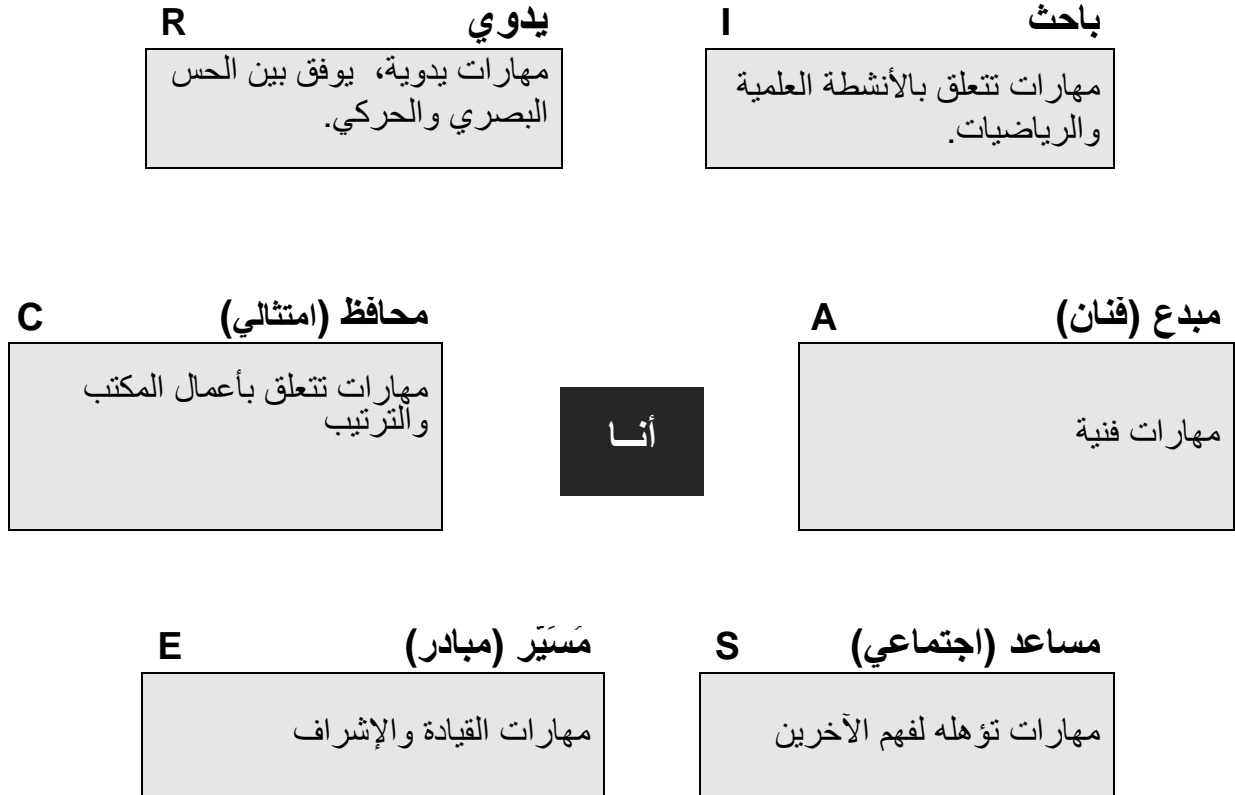 يدوي R
مهارات يدوية، يوفق بين الحس
البصري والحركي.
باحث I
مهارات تتعلق بالأنشطة العلمية
والرياضيات.
محافظ (امتثالي) C
مهارات تتعلق بأعمال المكتب
والترتيب
أنــا
مبدع (فنان) A
مهارات فنية
مُسَيّر (مبادر) E
مهارات القيادة والإشراف
مساعد (اجتماعي) S
مهارات تؤهله لفهم الآخرين